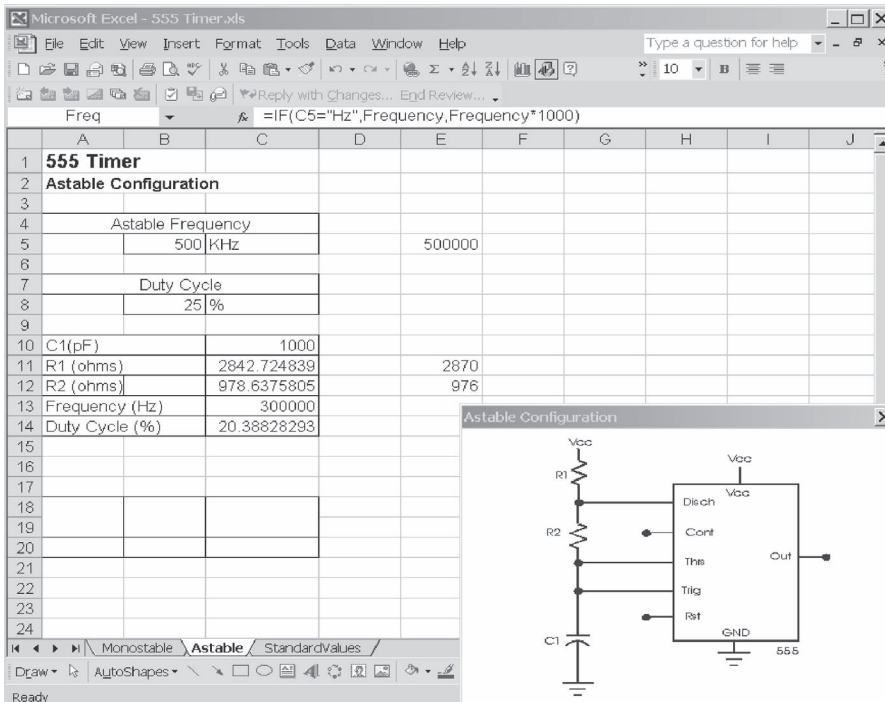 Microsoft Excel - 555 Timer.xls
File Edit View Insert Format Tools Data Window Help Type a question for help
10 B
Reply with Changes... End Review...
Freq fx =IF(C5="Hz",Frequency,Frequency*1000)
A B C D E F G H I J
1 555 Timer
2 Astable Configuration
3
4 Astable Frequency
5 500 KHz 500000
6
7 Duty Cycle
8 25 %
9
10 C1(pF) 1000
11 R1 (ohms) 2842.724839 2870
12 R2 (ohms) 978.6375805 976
13 Frequency (Hz) 300000
14 Duty Cycle (%) 20.38828293
15
16
17
18
19
20
21
22
23
24
Astable Configuration
Vcc
R1
Vcc
Vcc
Disch
R2
Cont
Thrs
Out
Trig
Rst
C1
GND
555
Monostable Astable StandardValues
Draw AutoShapes
Ready